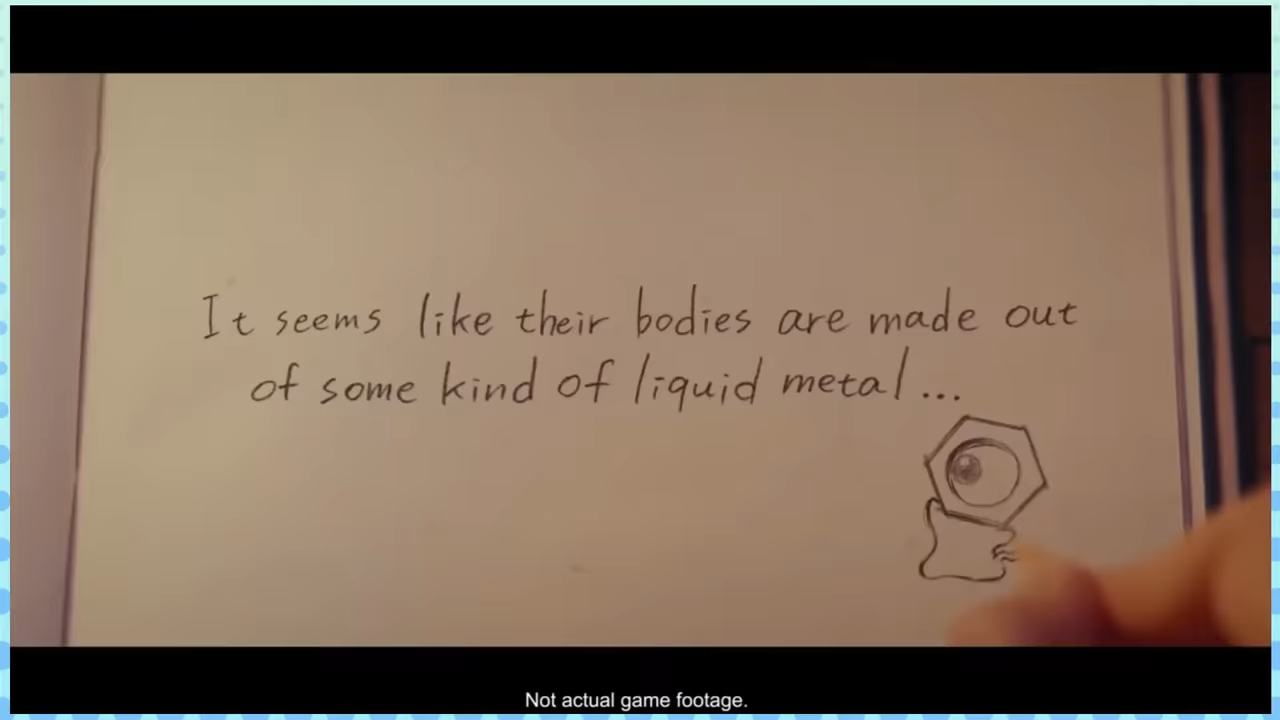 It seems like their bodies are made out
of some kind of liquid metal...
Not actual game footage.